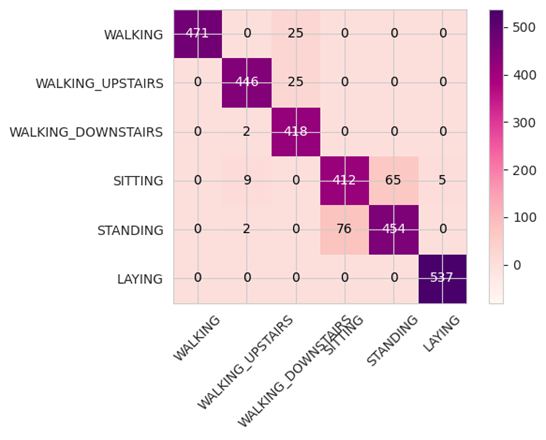 WALKING 471 0 25 0 0 0
WALKING_UPSTAIRS 0 446 25 0 0 0
WALKING_DOWNSTAIRS 0 2 418 0 0 0
SITTING 0 9 0 412 65 5
STANDING 0 2 0 76 454 0
LAYING 0 0 0 0 0 537
WALKING
WALKING_UPSTAIRS
WALKING_DOWNSTAIRS
SITTING
STANDING
LAYING
500
400
300
200
100
0